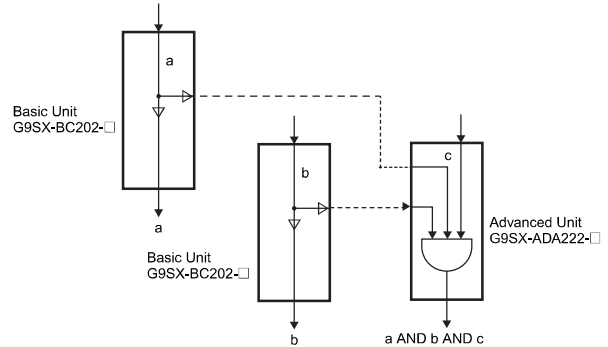 a
Basic Unit
G9SX-BC202-□
a
b
Basic Unit
G9SX-BC202-□
b
c
Advanced Unit
G9SX-ADA222-□
a AND b AND c